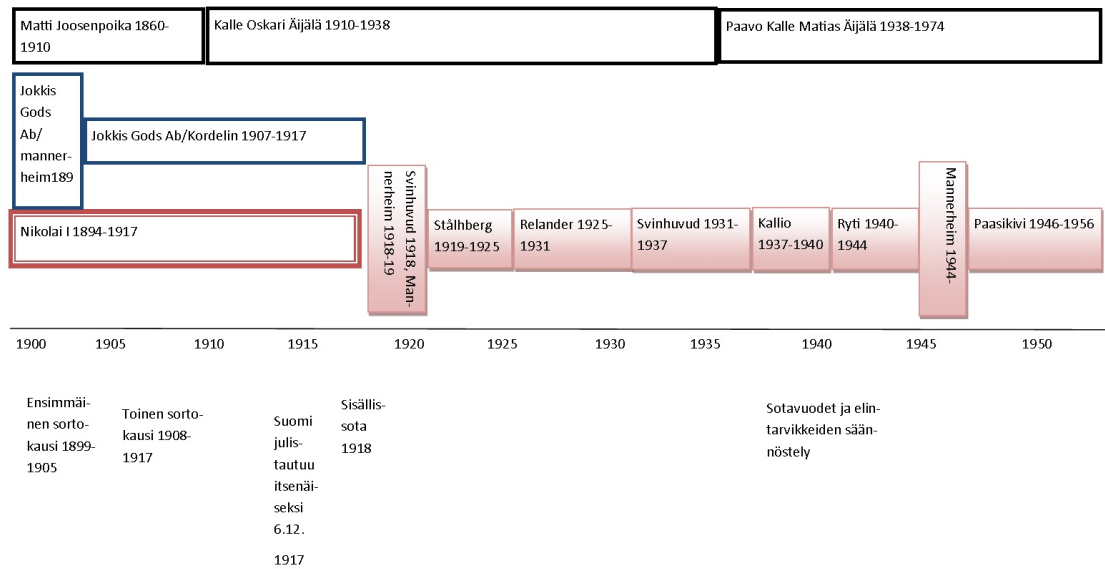 Matti Joosenpoika 1860-
1910
Kalle Oskari Äijälä 1910-1938
Paavo Kalle Matias Äijälä 1938-1974
Jokkis
Gods
Ab/
manner-
heim189
Jokkis Gods Ab/Kordelin 1907-1917
Nikolai I 1894-1917
Svinhuvud 1918, Man-
nerheim 1918-19
Stålhberg
1919-1925
Relander 1925-
1931
Svinhuvud 1931-
1937
Kallio
1937-1940
Ryti 1940-
1944
Mannerheim 1944-
Paasikivi 1946-1956
1900 1905 1910 1915 1920 1925 1930 1935 1940 1945 1950
Ensimmäi-
nen sorto-
kausi 1899-
1905
Toinen sorto-
kausi 1908-
1917
Suomi
julis-
tautuu
itsenäi-
seksi
6.12.
1917
Sisällis-
sota
1918
Sotavuodet ja elin-
tarvikkeiden sään-
nöstely